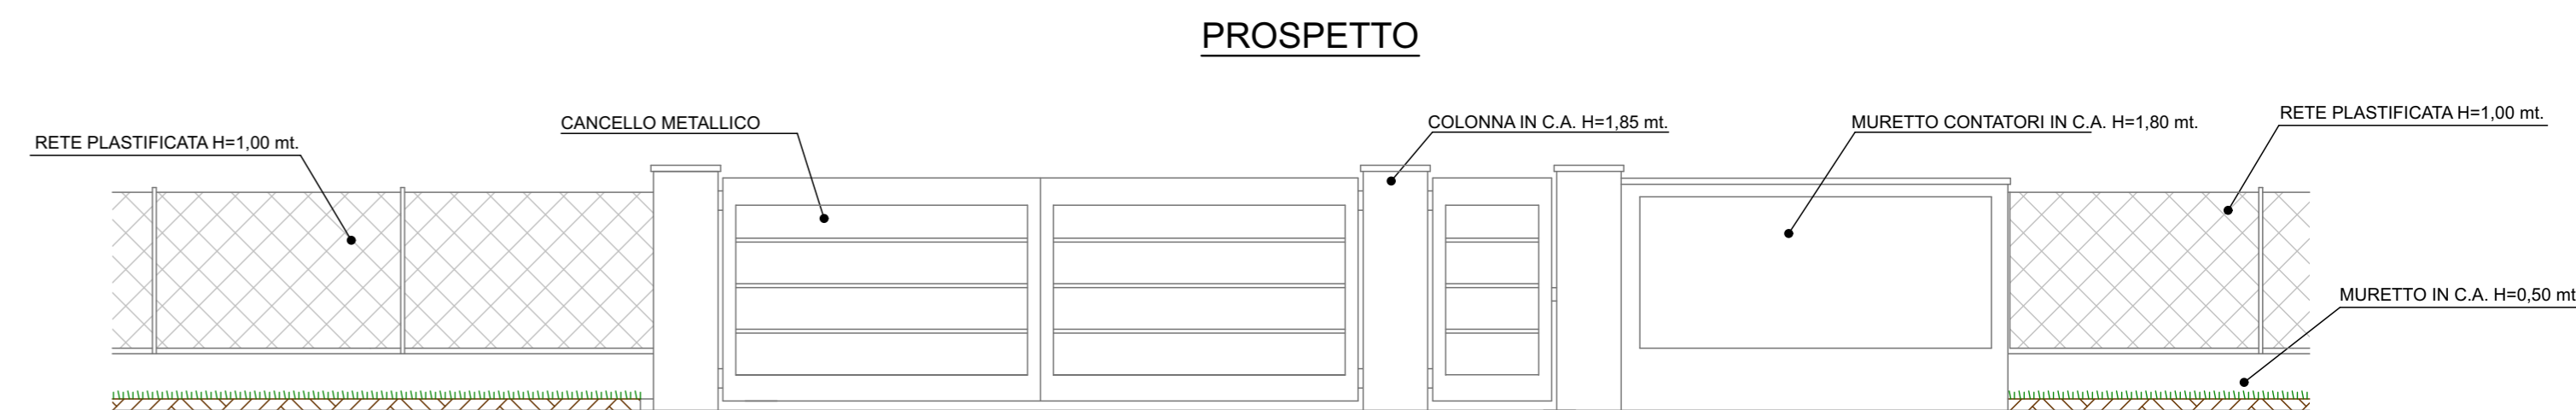 PROSPETTO
RETE PLASTIFICATA H=1,00 mt.
CANCELLO METALLICO
COLONNA IN C.A. H=1,85 mt.
MURETTO CONTATORI IN C.A. H=1,80 mt.
RETE PLASTIFICATA H=1,00 mt.
MURETTO IN C.A. H=0,50 mt